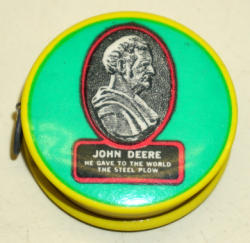 JOHN DEERE
HE GAVE TO THE WORLD
THE STEEL PLOW